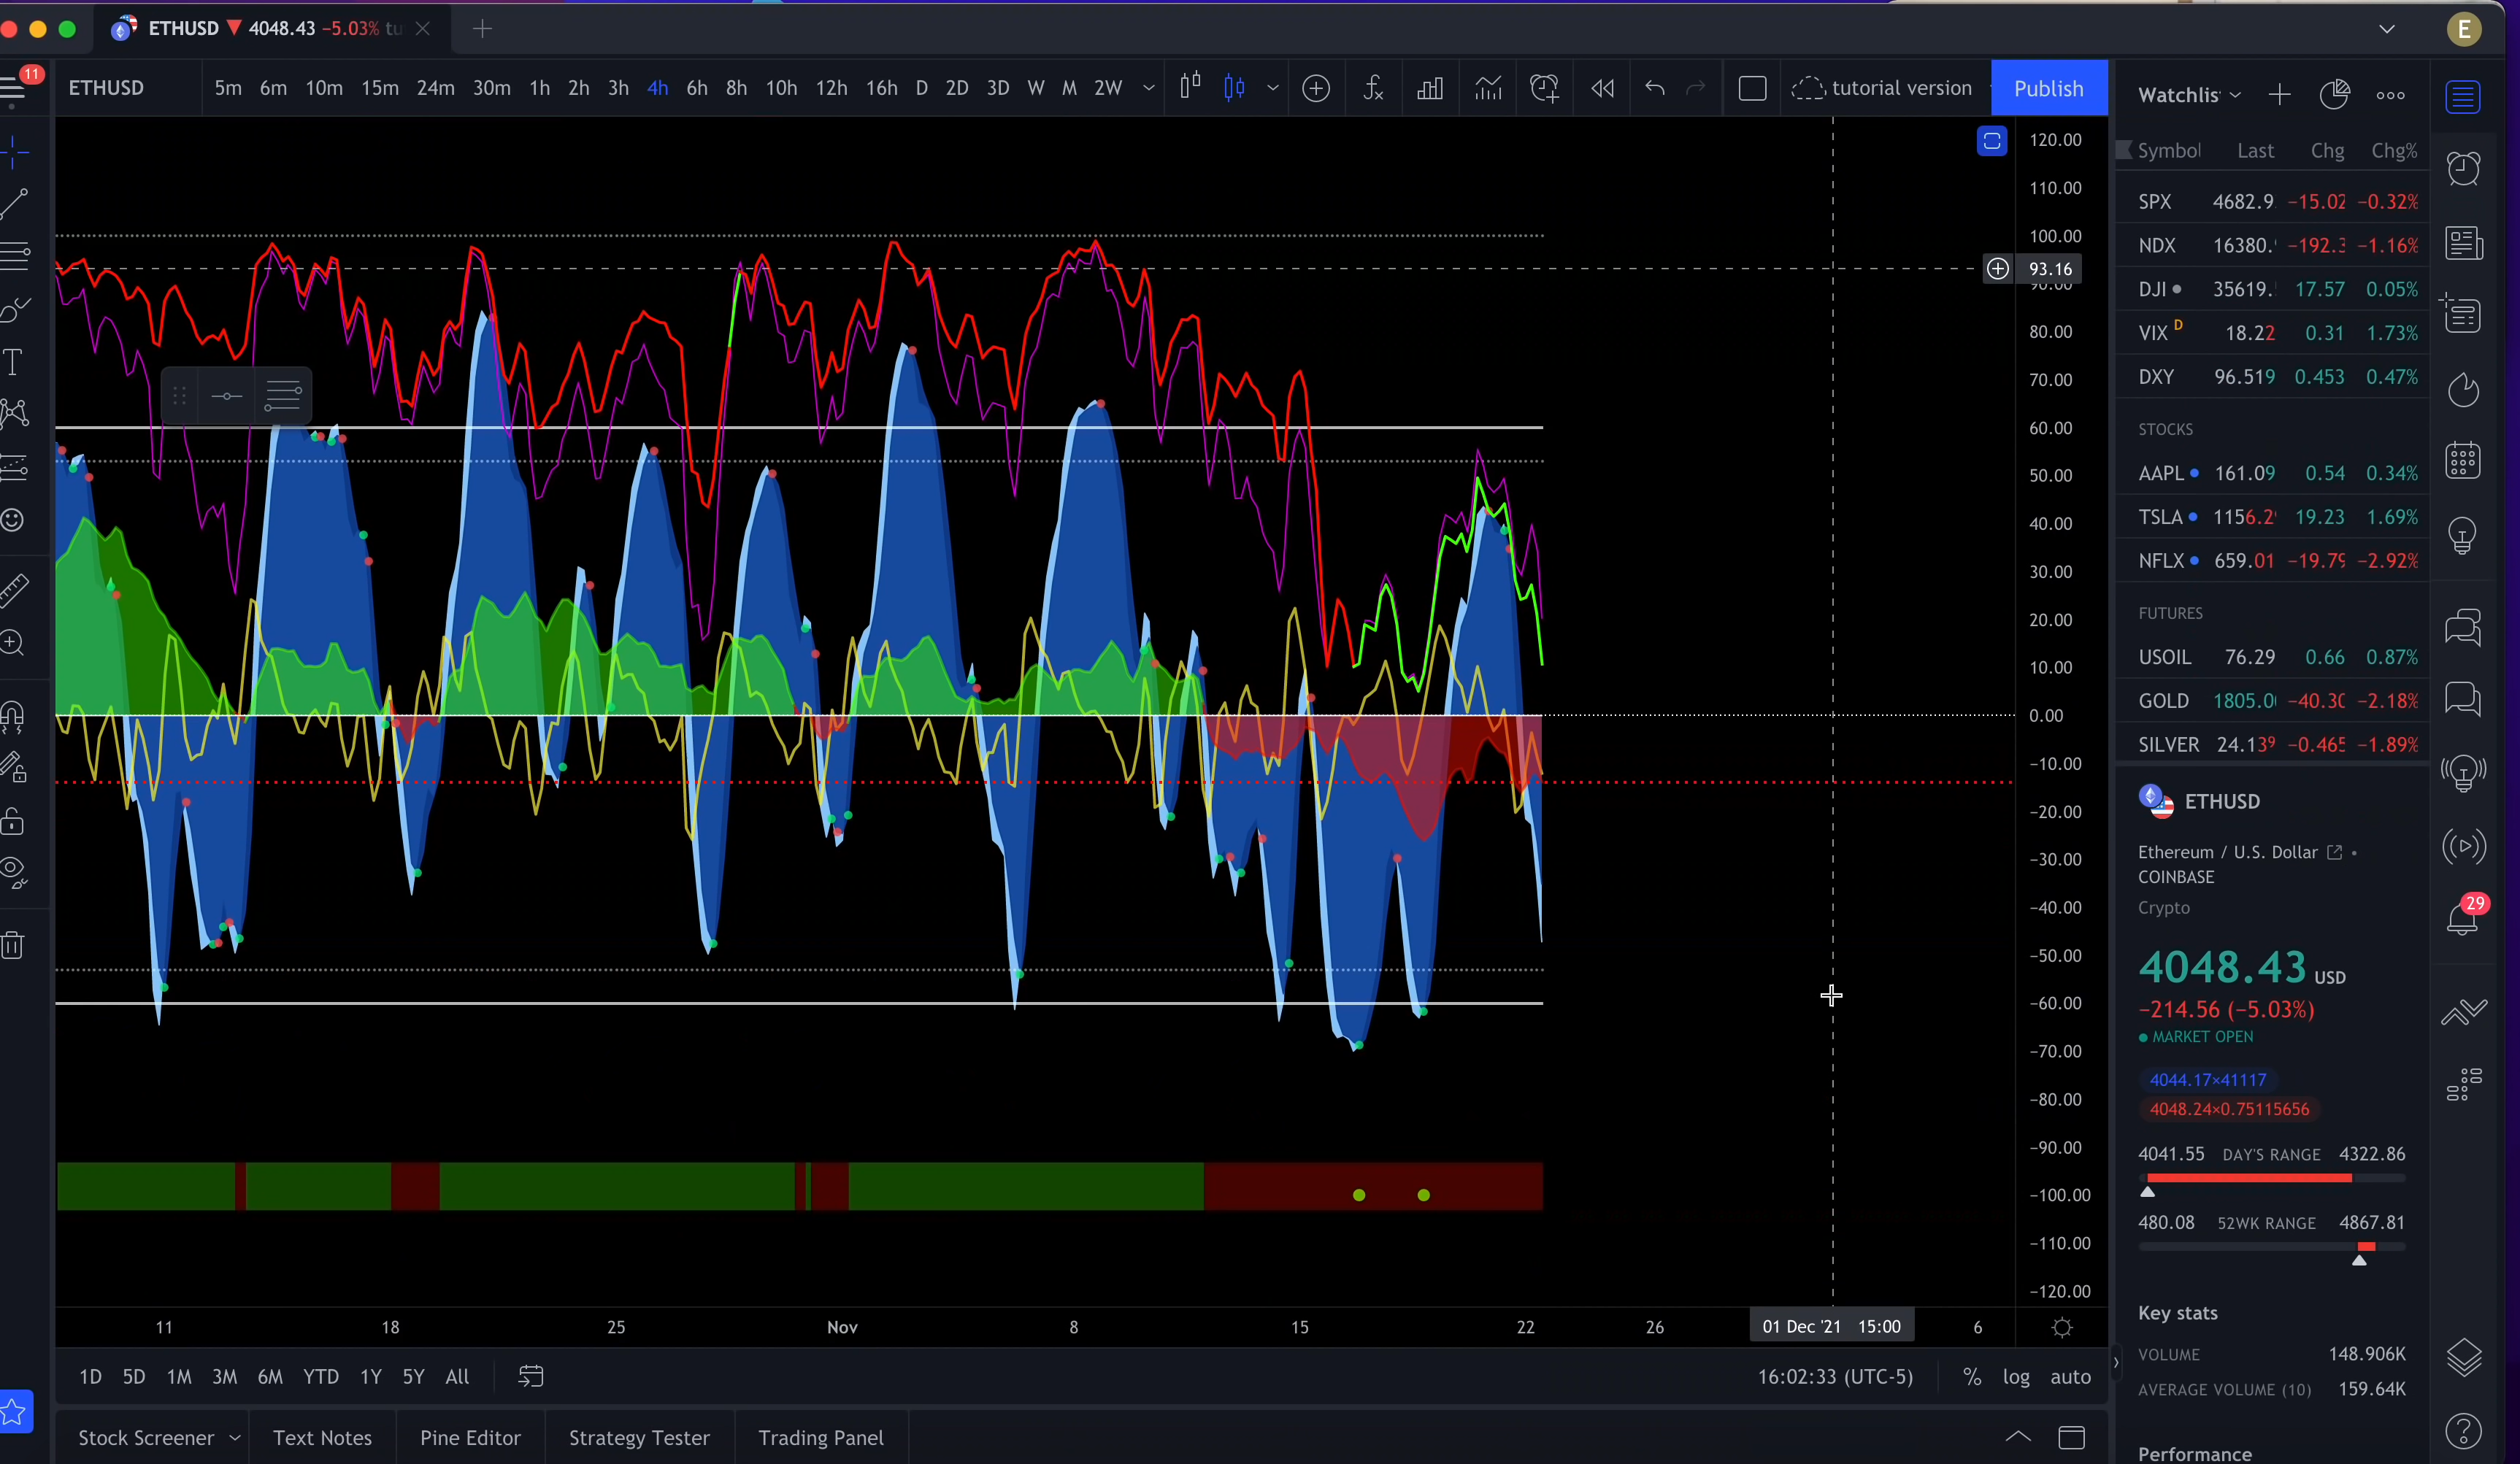 ETHUSD ▼ 4048.43 −5.03% tu
E
11
ETHUSD 5m 6m 10m 15m 24m 30m 1h 2h 3h 4h 6h 8h 10h 12h 16h D 2D 3D W M 2W tutorial version Publish
Watchlis
Symbol Last Chg Chg%
SPX 4682.9 −15.02 −0.32%
NDX 16380. −192.3 −1.16%
DJI 35619. 17.57 0.05%
VIX D 18.22 0.31 1.73%
DXY 96.519 0.453 0.47%
STOCKS
AAPL 161.09 0.54 0.34%
TSLA 1156.2 19.23 1.69%
NFLX 659.01 −19.79 −2.92%
FUTURES
USOIL 76.29 0.66 0.87%
GOLD 1805.0 −40.30 −2.18%
SILVER 24.139 −0.465 −1.89%
ETHUSD
Ethereum / U.S. Dollar
COINBASE
Crypto
4048.43 USD
−214.56 (−5.03%)
MARKET OPEN
4044.17×41117
4048.24×0.75115656
4041.55 DAY'S RANGE 4322.86
480.08 52WK RANGE 4867.81
Key stats
VOLUME 148.906K
AVERAGE VOLUME (10) 159.64K
Performance
29
120.00
110.00
100.00
93.16
90.00
80.00
70.00
60.00
50.00
40.00
30.00
20.00
10.00
0.00
−10.00
−20.00
−30.00
−40.00
−50.00
−60.00
−70.00
−80.00
−90.00
−100.00
−110.00
−120.00
11 18 25 Nov 8 15 22 26 01 Dec '21 15:00 6
1D 5D 1M 3M 6M YTD 1Y 5Y All 16:02:33 (UTC-5) % log auto
Stock Screener Text Notes Pine Editor Strategy Tester Trading Panel